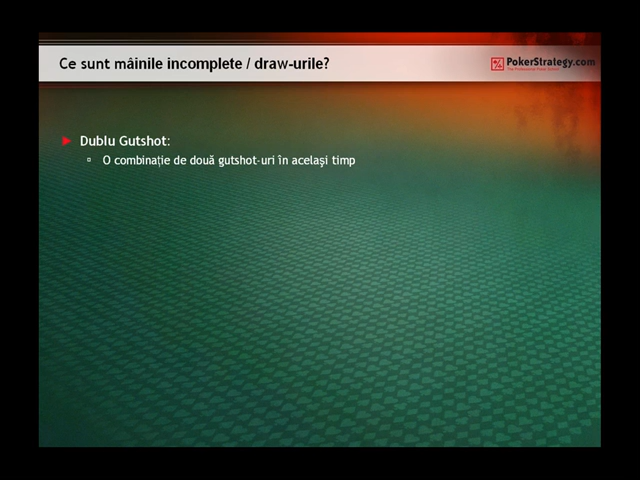 Ce sunt mâinile incomplete / draw-urile?
PokerStrategy.com
Dublu Gutshot:
O combinație de două gutshot-uri în același timp